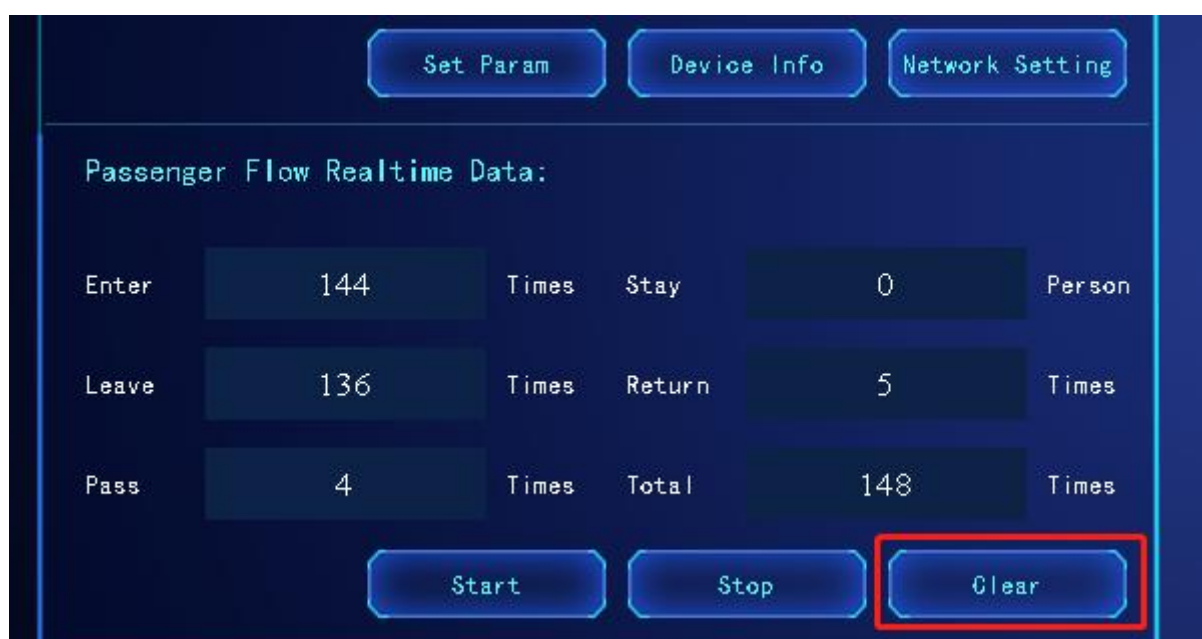 Set Param Device Info Network Setting
Passenger Flow Realtime Data:
Enter 144 Times Stay 0 Person
Leave 136 Times Return 5 Times
Pass 4 Times Total 148 Times
Start Stop Clear